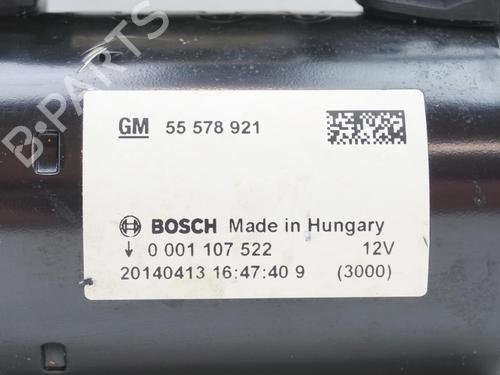 B-PARTS
GM 55 578 921
BOSCH Made in Hungary
↓ 0 001 107 522 12V
20140413 16:47:40 9 (3000)